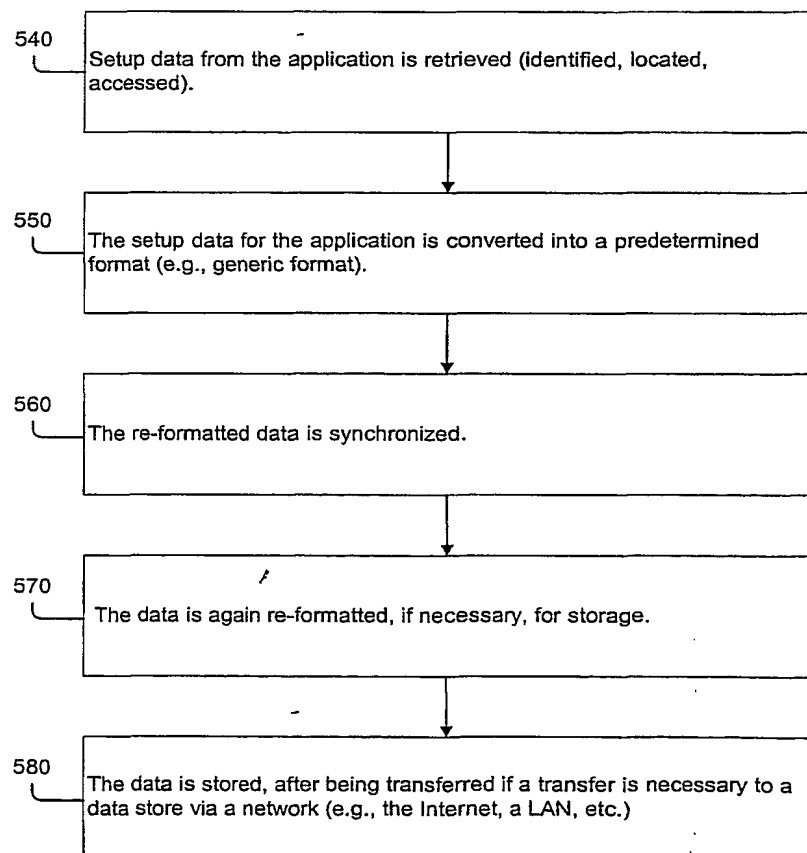 540
Setup data from the application is retrieved (identified, located,
accessed).
550
The setup data for the application is converted into a predetermined
format (e.g., generic format).
560
The re-formatted data is synchronized.
570
The data is again re-formatted, if necessary, for storage.
580
The data is stored, after being transferred if a transfer is necessary to a
data store via a network (e.g., the Internet, a LAN, etc.)